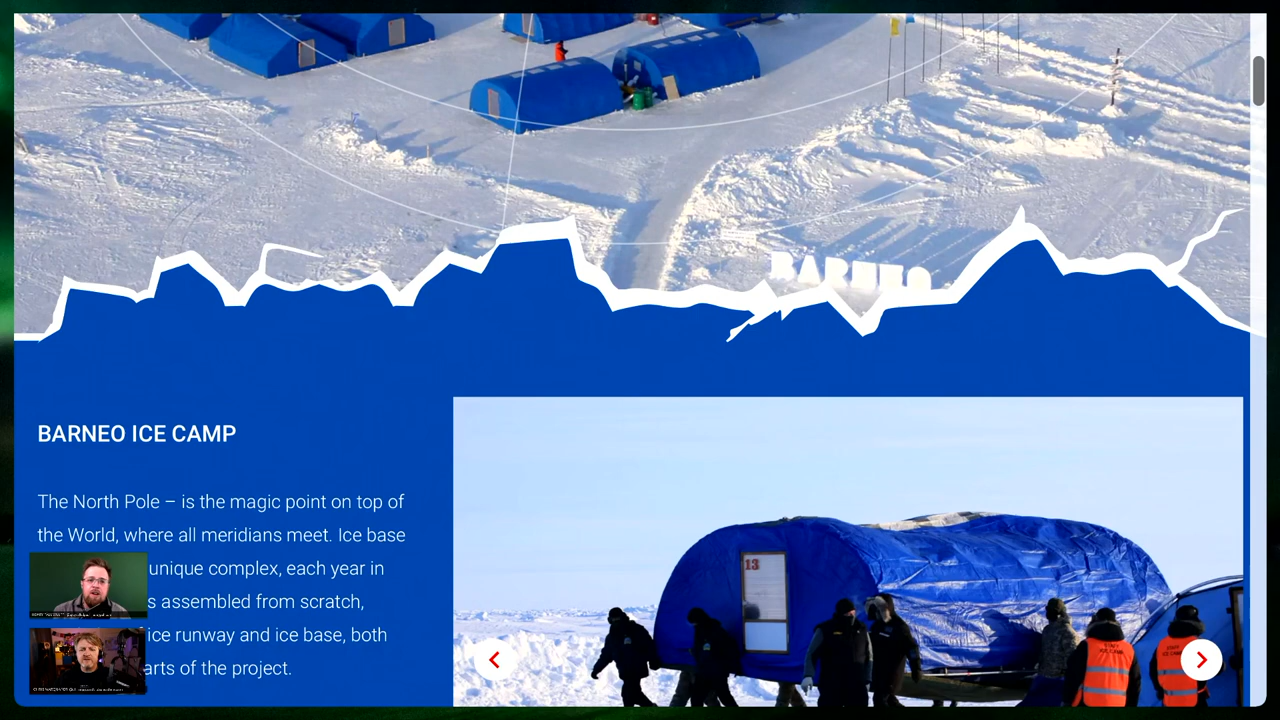 BARNEO
BARNEO ICE CAMP
The North Pole – is the magic point on top of
the World, where all meridians meet. Ice base
unique complex, each year in
s assembled from scratch,
ice runway and ice base, both
arts of the project.
13